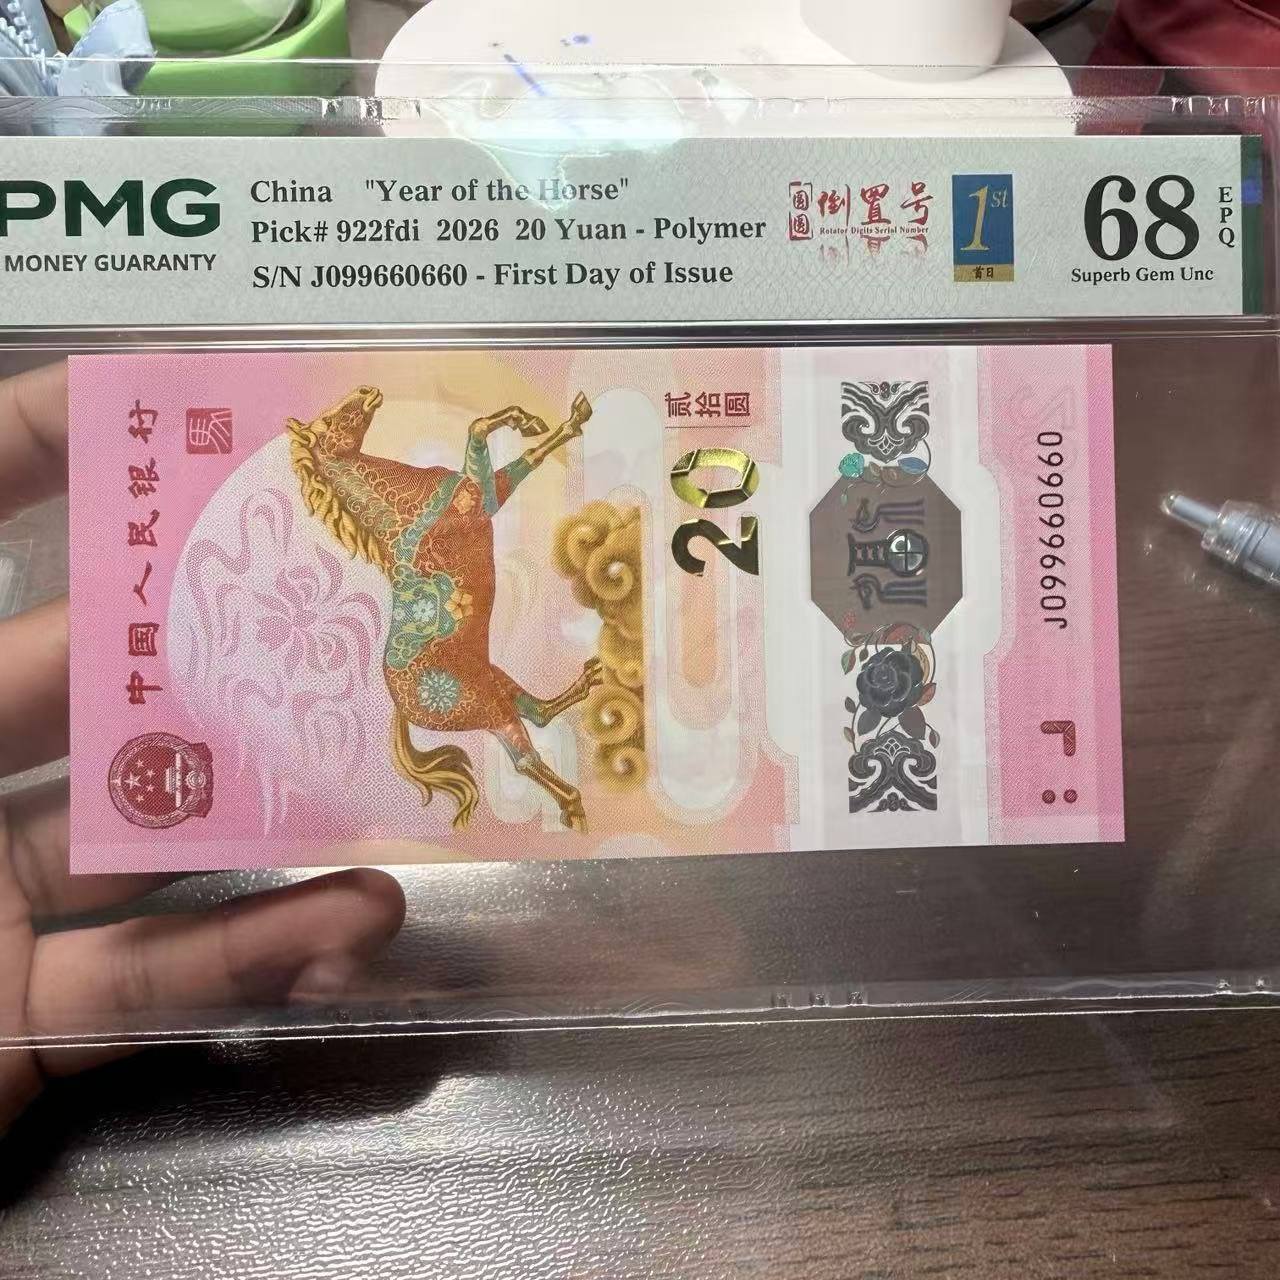 PMG
MONEY GUARANTY
China "Year of the Horse"
Pick# 922fdi 2026 20 Yuan - Polymer
S/N J099660660 - First Day of Issue
圆圆
倒置号
Rotator Digits Serial Number
1st
首日
68
EPQ
Superb Gem Unc
中国人民银行
马
贰拾圆
20
J099660660